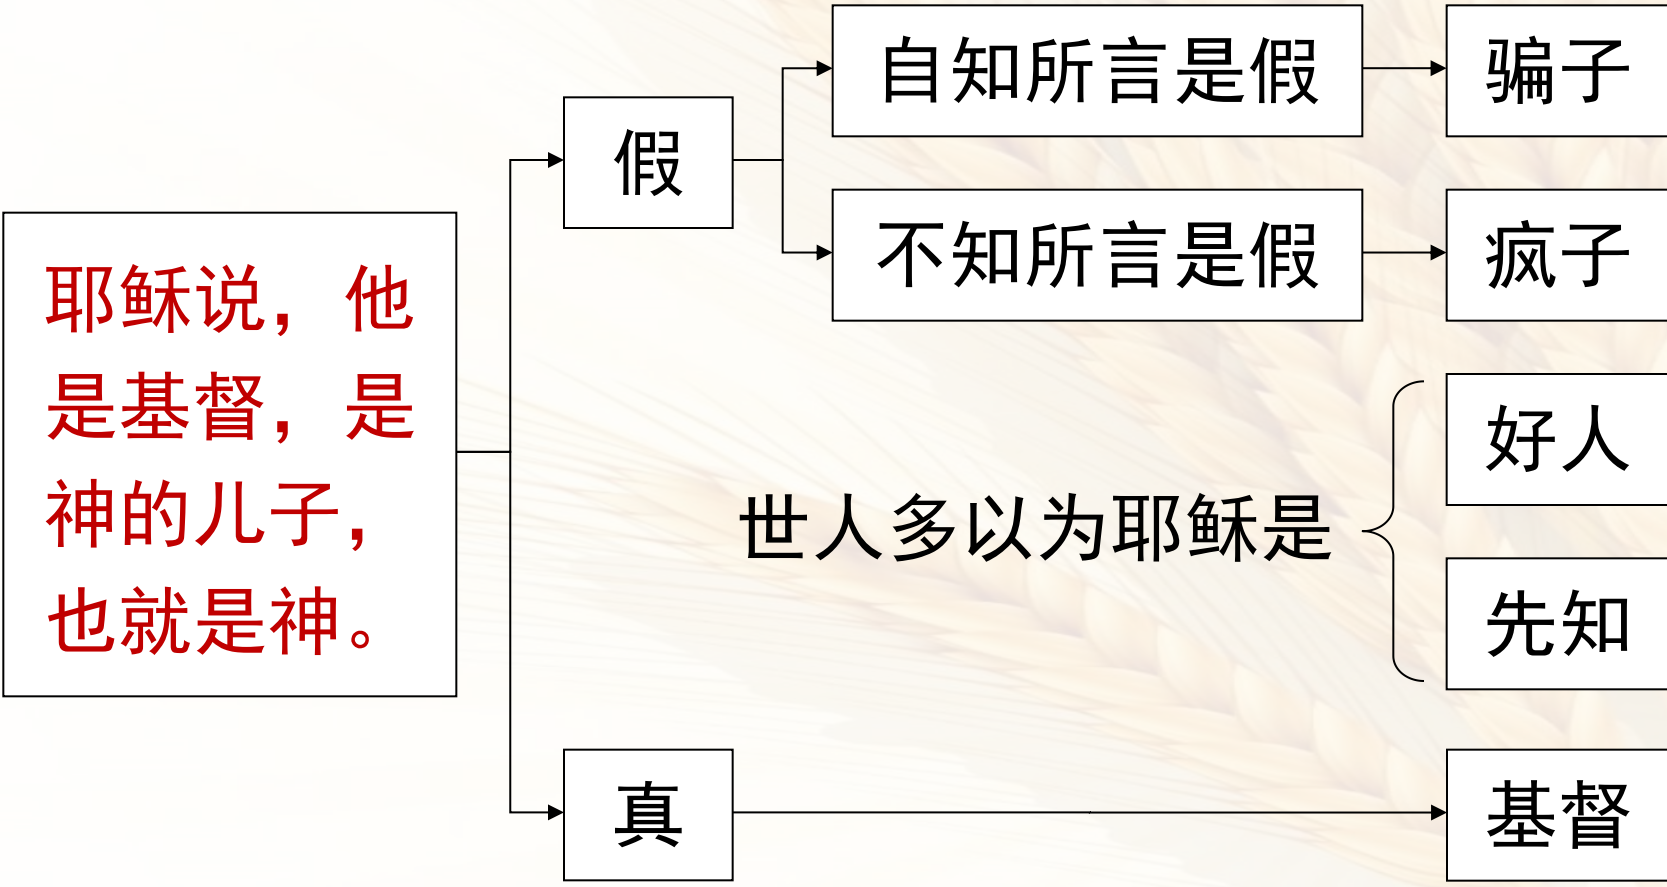 耶稣说，他
是基督，是
神的儿子，
也就是神。
假
自知所言是假
骗子
不知所言是假
疯子
世人多以为耶稣是
好人
先知
真
基督